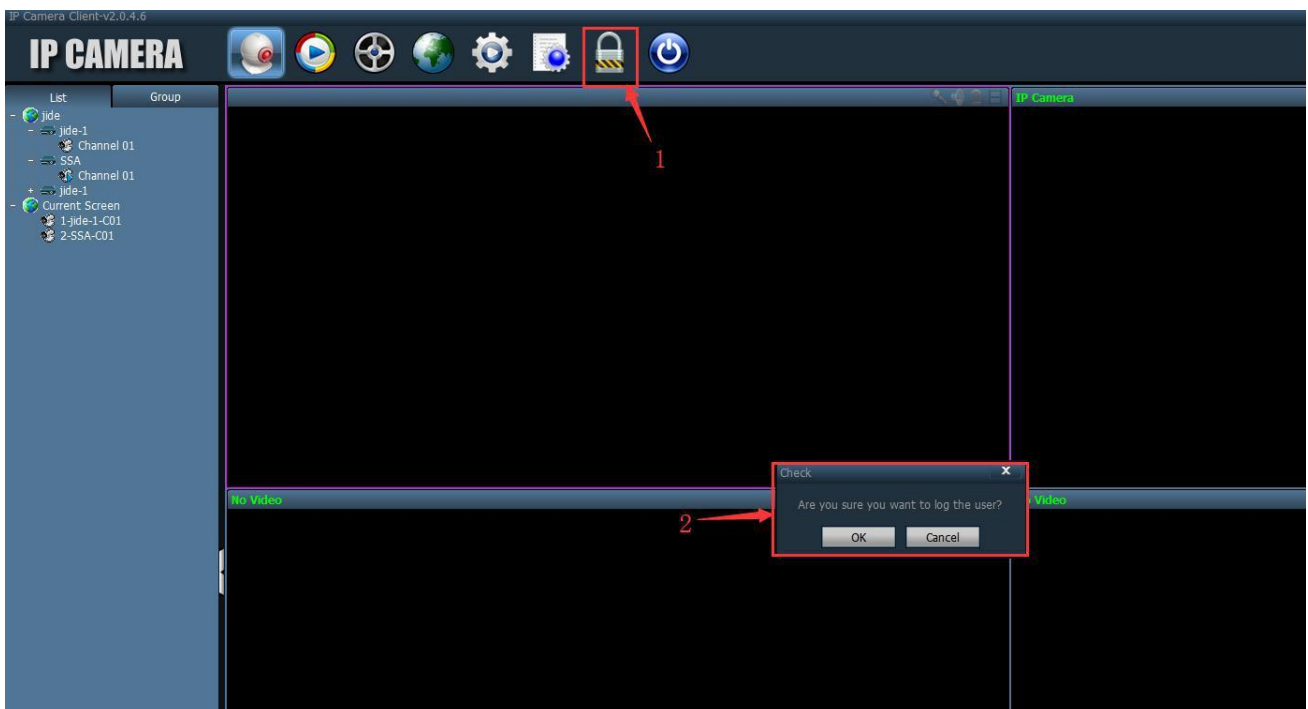 IP Camera Client-v2.0.4.6
IP CAMERA
List
Group
jide
jide-1
Channel 01
SSA
Channel 01
jide-1
Current Screen
1-jide-1-C01
2-SSA-C01
IP Camera
1
No Video
Video
2
Check
Are you sure you want to log the user?
OK
Cancel